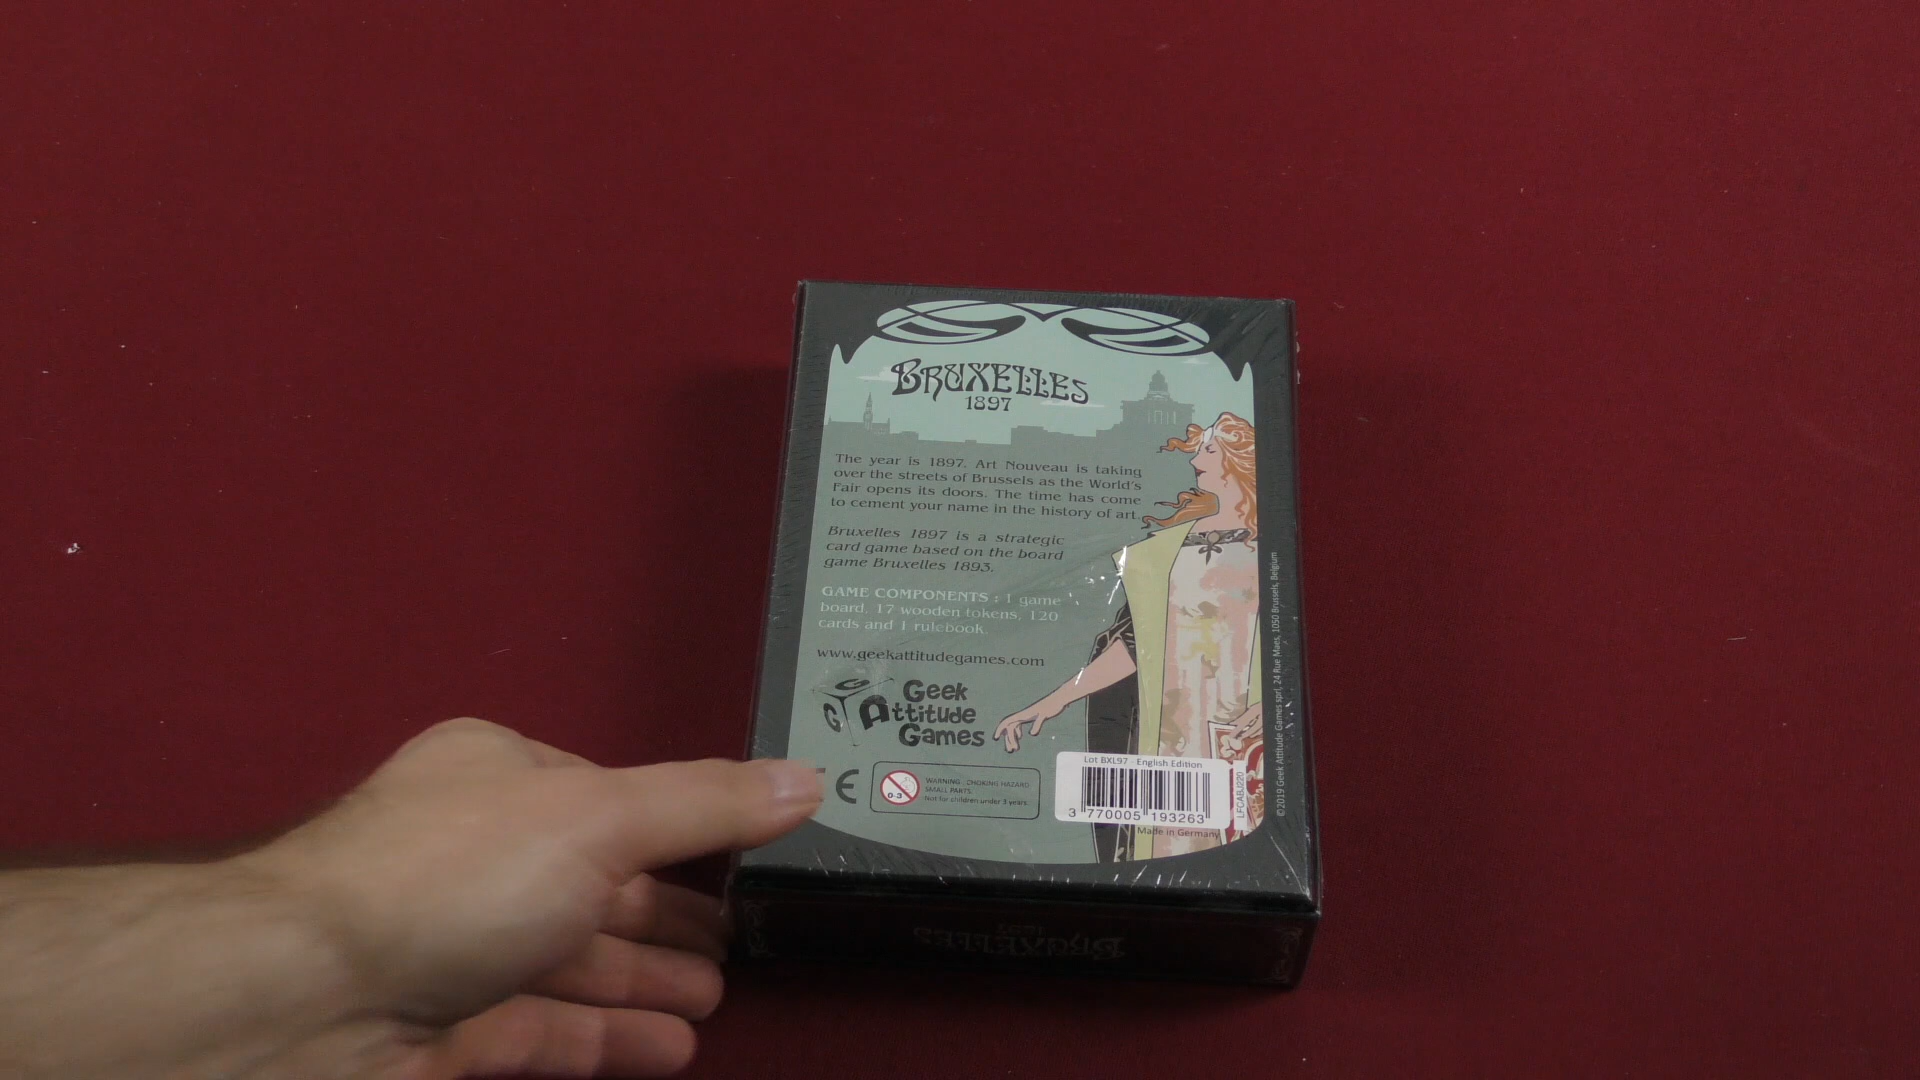 BRUXELLES
1897
The year is 1897. Art Nouveau is taking
over the streets of Brussels as the World's
Fair opens its doors. The time has come
to cement your name in the history of art.
Bruxelles 1897 is a strategic
card game based on the board
game Bruxelles 1893.
GAME COMPONENTS : 1 game
board, 17 wooden tokens, 120
cards and 1 rulebook.
www.geekattitudegames.com
G
G
Geek
Attitude
Games
CE
0-3
WARNING: CHOKING HAZARD
SMALL PARTS.
Not for children under 3 years.
Lot BXL97 - English Edition
3 770005 193263
LFCABJ220
Made in Germany
©2019 Geek Attitude Games sprl, 24 Rue Maes, 1050 Brussels, Belgium
BRUXELLES
1897